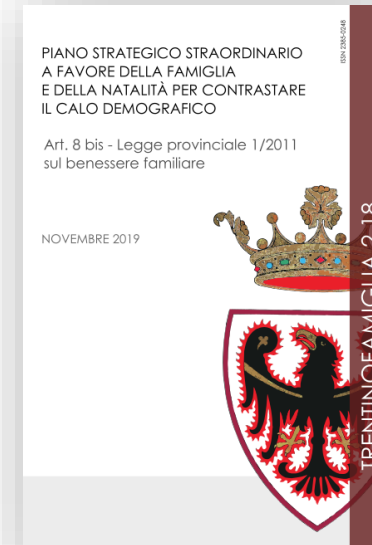 PIANO STRATEGICO STRAORDINARIO
A FAVORE DELLA FAMIGLIA
E DELLA NATALITÀ PER CONTRASTARE
IL CALO DEMOGRAFICO
Art. 8 bis - Legge provinciale 1/2011
sul benessere familiare
NOVEMBRE 2019
ISSN 2385-0248
TRENTINOFAMIGLIA 2.18